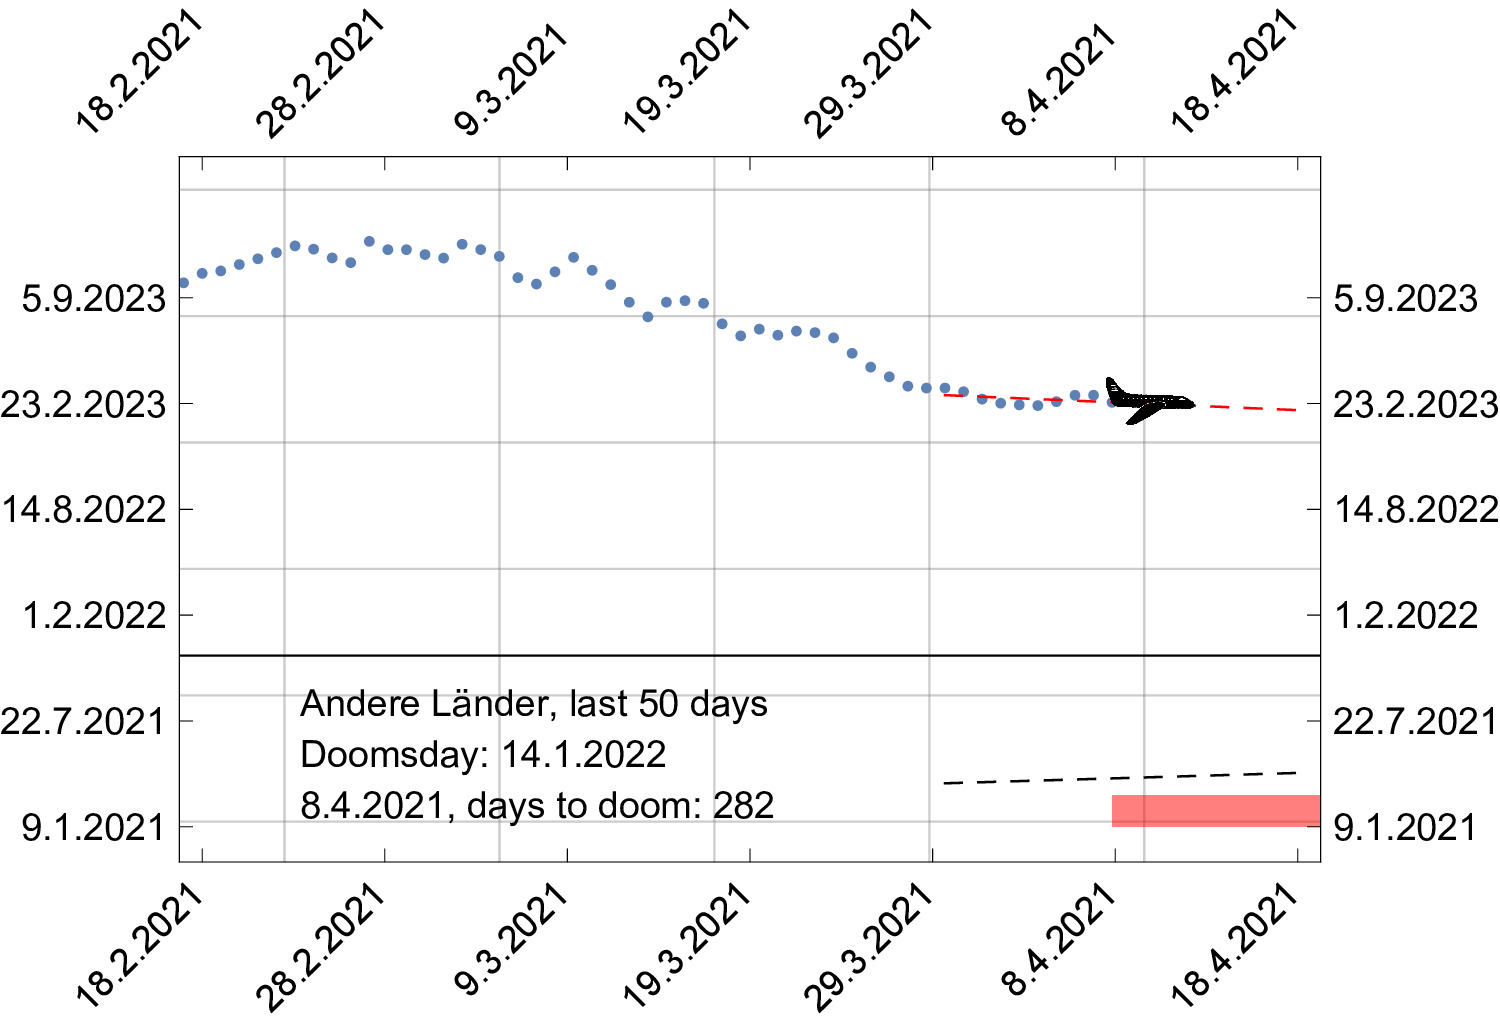 18.2.2021 28.2.2021 9.3.2021 19.3.2021 29.3.2021 8.4.2021 18.4.2021
5.9.2023 5.9.2023
23.2.2023 23.2.2023
14.8.2022 14.8.2022
1.2.2022 1.2.2022
22.7.2021 22.7.2021
9.1.2021 9.1.2021
Andere Länder, last 50 days
Doomsday: 14.1.2022
8.4.2021, days to doom: 282
18.2.2021 28.2.2021 9.3.2021 19.3.2021 29.3.2021 8.4.2021 18.4.2021